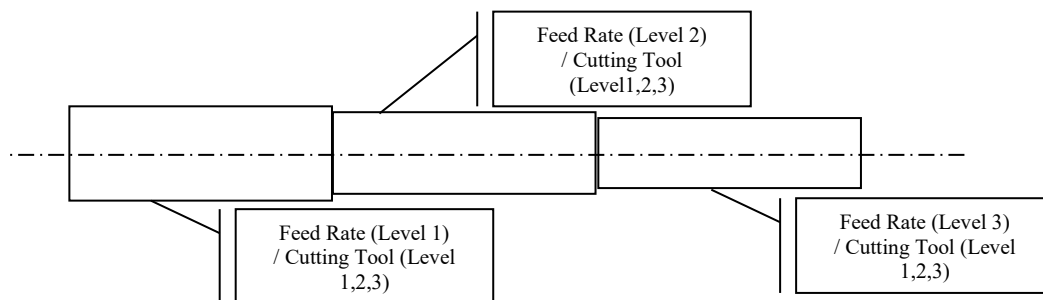 Feed Rate (Level 2)
/ Cutting Tool
(Level1,2,3)
Feed Rate (Level 1)
/ Cutting Tool (Level
1,2,3)
Feed Rate (Level 3)
/ Cutting Tool (Level
1,2,3)